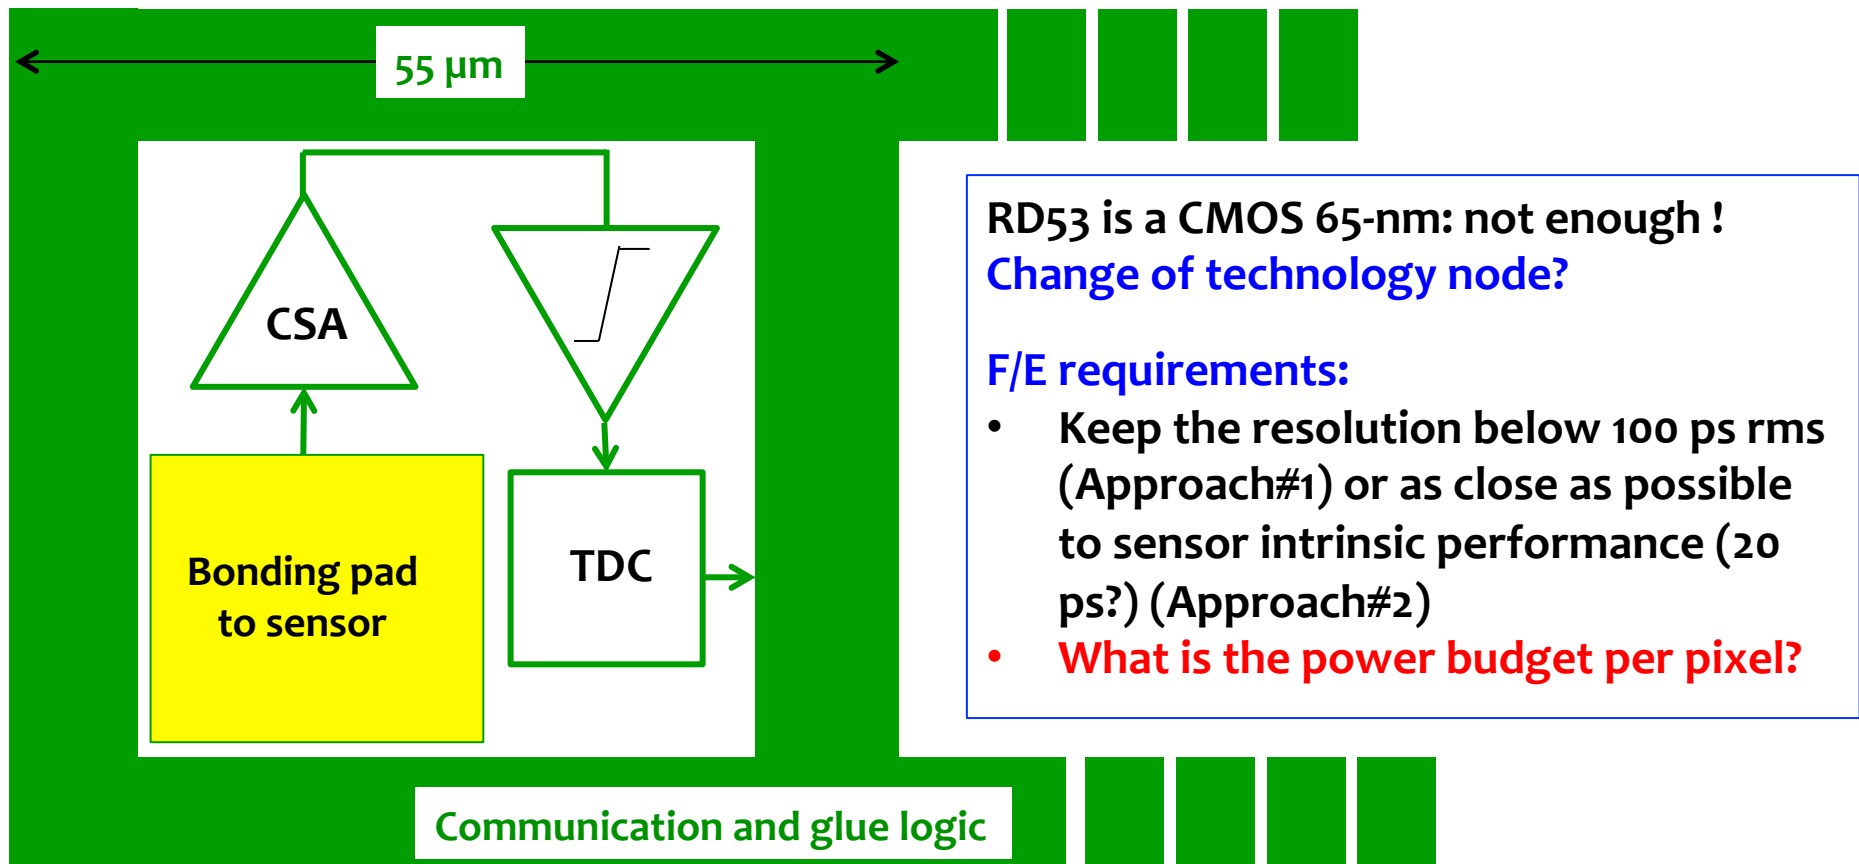 55 µm
CSA
Bonding pad
to sensor
TDC
Communication and glue logic
RD53 is a CMOS 65-nm: not enough !
Change of technology node?
F/E requirements:
• Keep the resolution below 100 ps rms
(Approach#1) or as close as possible
to sensor intrinsic performance (20
ps?) (Approach#2)
• What is the power budget per pixel?